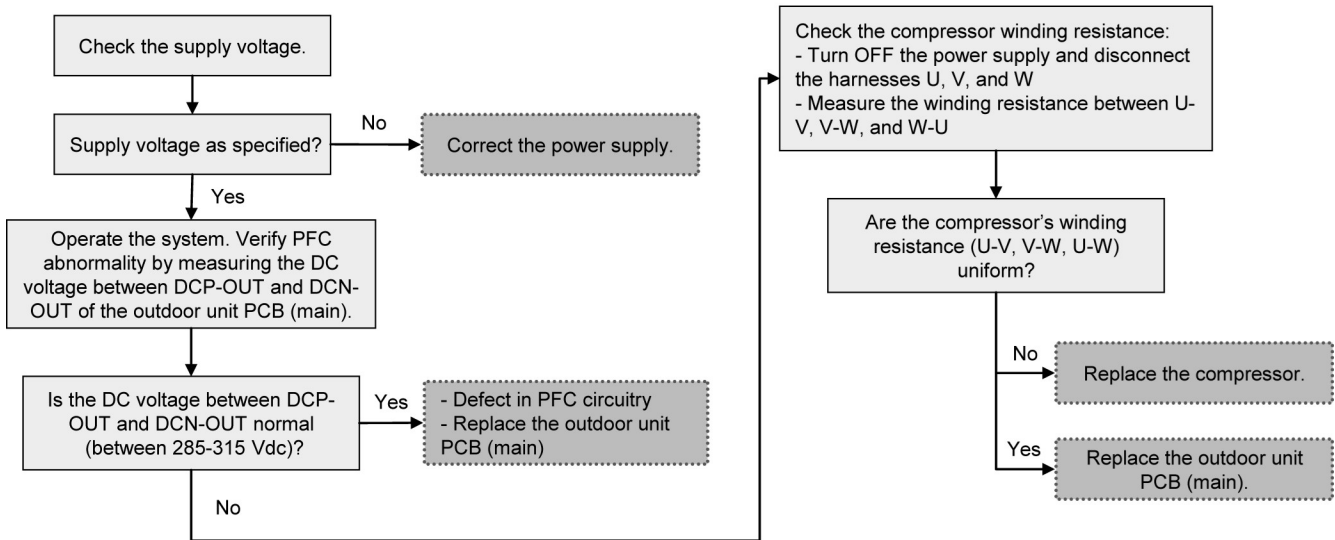 Check the supply voltage.
Supply voltage as specified?
No
Correct the power supply.
Yes
Operate the system. Verify PFC
abnormality by measuring the DC
voltage between DCP-OUT and DCN-
OUT of the outdoor unit PCB (main).
Is the DC voltage between DCP-
OUT and DCN-OUT normal
(between 285-315 Vdc)?
Yes
- Defect in PFC circuitry
- Replace the outdoor unit
PCB (main)
No
Check the compressor winding resistance:
- Turn OFF the power supply and disconnect
the harnesses U, V, and W
- Measure the winding resistance between U-
V, V-W, and W-U
Are the compressor’s winding
resistance (U-V, V-W, U-W)
uniform?
No
Replace the compressor.
Yes
Replace the outdoor unit
PCB (main).